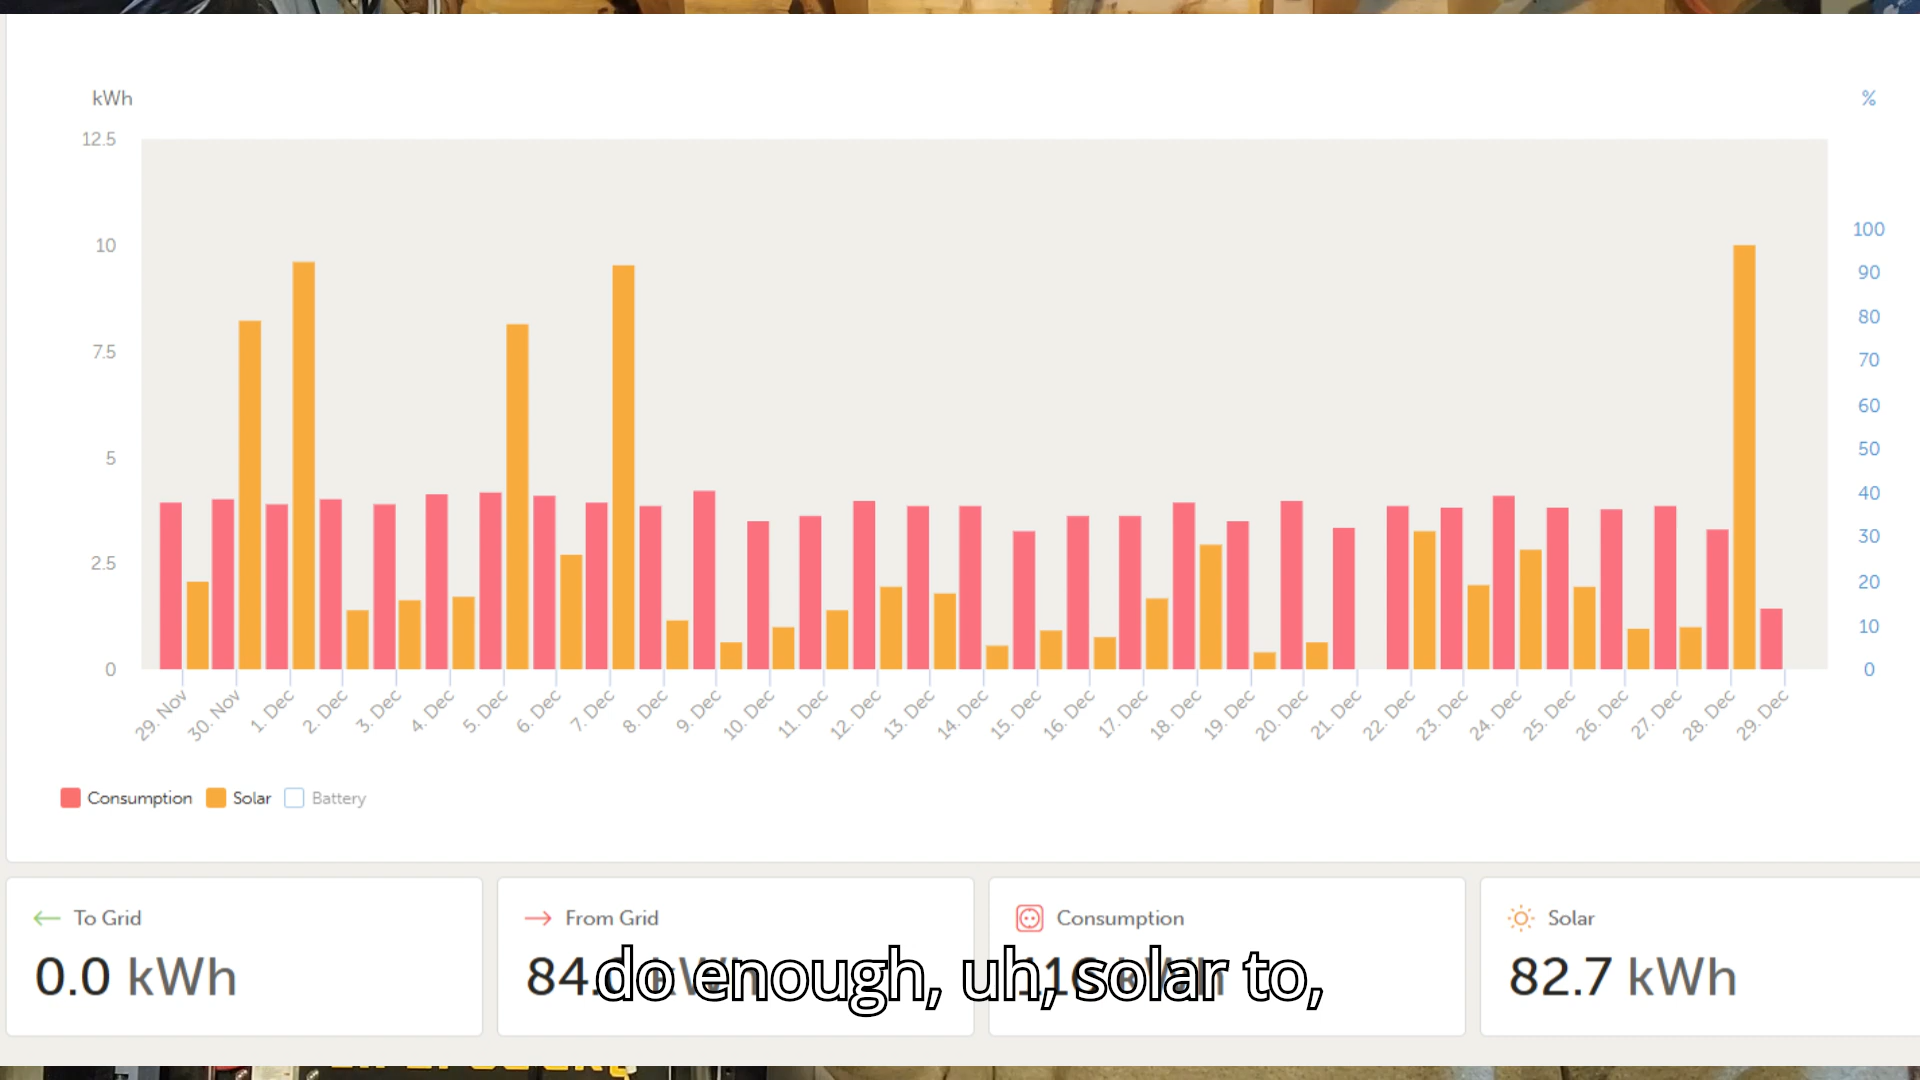 kWh
%
12.5
10
7.5
5
2.5
0
100
90
80
70
60
50
40
30
20
10
0
29. Nov
30. Nov
1. Dec
2. Dec
3. Dec
4. Dec
5. Dec
6. Dec
7. Dec
8. Dec
9. Dec
10. Dec
11. Dec
12. Dec
13. Dec
14. Dec
15. Dec
16. Dec
17. Dec
18. Dec
19. Dec
20. Dec
21. Dec
22. Dec
23. Dec
24. Dec
25. Dec
26. Dec
27. Dec
28. Dec
29. Dec
Consumption Solar Battery
To Grid
0.0 kWh
From Grid
Consumption
Solar
82.7 kWh
do enough, uh, solar to,